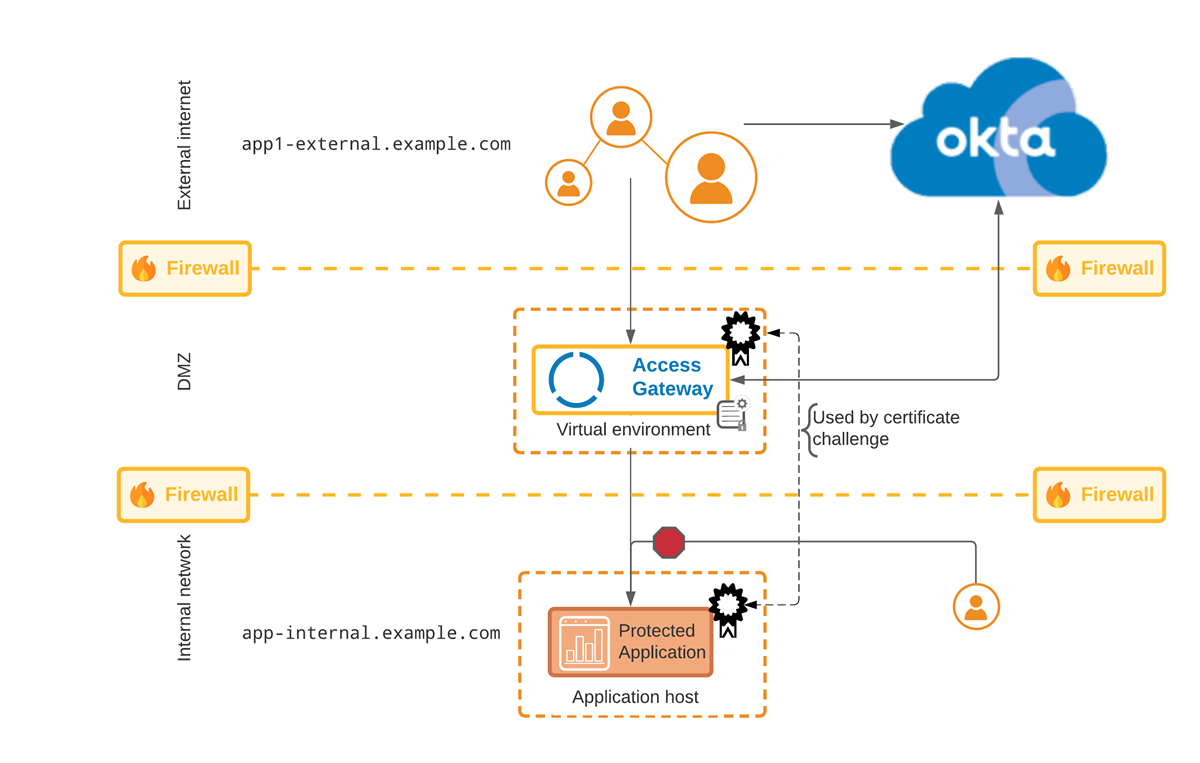 External internet
app1-external.example.com
okta
Firewall
Firewall
DMZ
Access
Gateway
Virtual environment
Used by certificate
challenge
Firewall
Firewall
Internal network
app-internal.example.com
Protected
Application
Application host